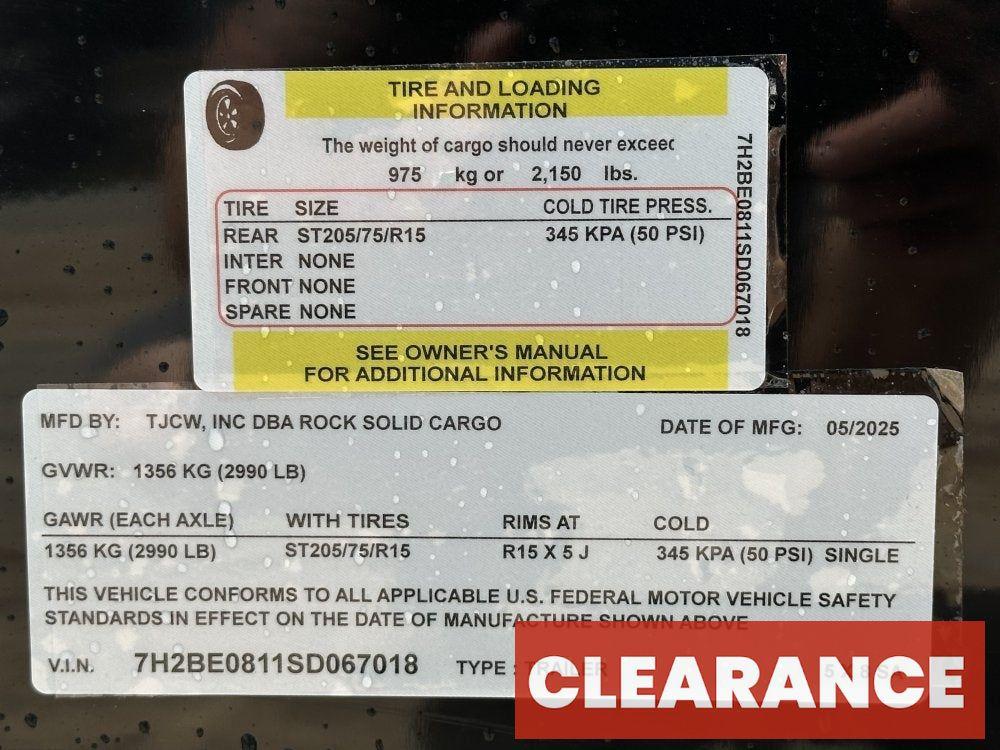 TIRE AND LOADING
INFORMATION
The weight of cargo should never exceed
975 kg or 2,150 lbs.
TIRE SIZE COLD TIRE PRESS.
REAR ST205/75/R15 345 KPA (50 PSI)
INTER NONE
FRONT NONE
SPARE NONE
7H2BE0811SD067018
SEE OWNER'S MANUAL
FOR ADDITIONAL INFORMATION
MFD BY: TJCW, INC DBA ROCK SOLID CARGO DATE OF MFG: 05/2025
GVWR: 1356 KG (2990 LB)
GAWR (EACH AXLE) WITH TIRES RIMS AT COLD
1356 KG (2990 LB) ST205/75/R15 R15 X 5 J 345 KPA (50 PSI) SINGLE
THIS VEHICLE CONFORMS TO ALL APPLICABLE U.S. FEDERAL MOTOR VEHICLE SAFETY
STANDARDS IN EFFECT ON THE DATE OF MANUFACTURE SHOWN ABOVE
V.I.N. 7H2BE0811SD067018 TYPE : TRAILER 5 X 8 SA
CLEARANCE